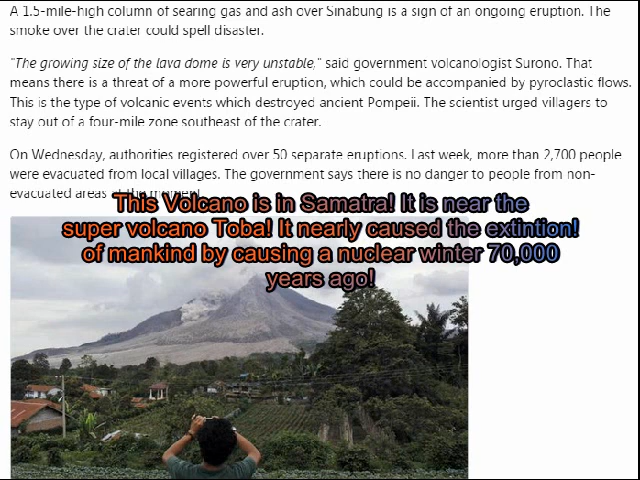 A 1.5-mile-high column of searing gas and ash over Sinabung is a sign of an ongoing eruption. The
smoke over the crater could spell disaster.
"The growing size of the lava dome is very unstable," said government volcanologist Surono. That
means there is a threat of a more powerful eruption, which could be accompanied by pyroclastic flows.
This is the type of volcanic events which destroyed ancient Pompeii. The scientist urged villagers to
stay out of a four-mile zone southeast of the crater.
On Wednesday, authorities registered over 50 separate eruptions. Last week, more than 2,700 people
were evacuated from local villages. The government says there is no danger to people from non-
evacuated areas at the moment.
This Volcano is in Samatra! It is near the
super volcano Toba! It nearly caused the extintion!
of mankind by causing a nuclear winter 70,000
years ago!